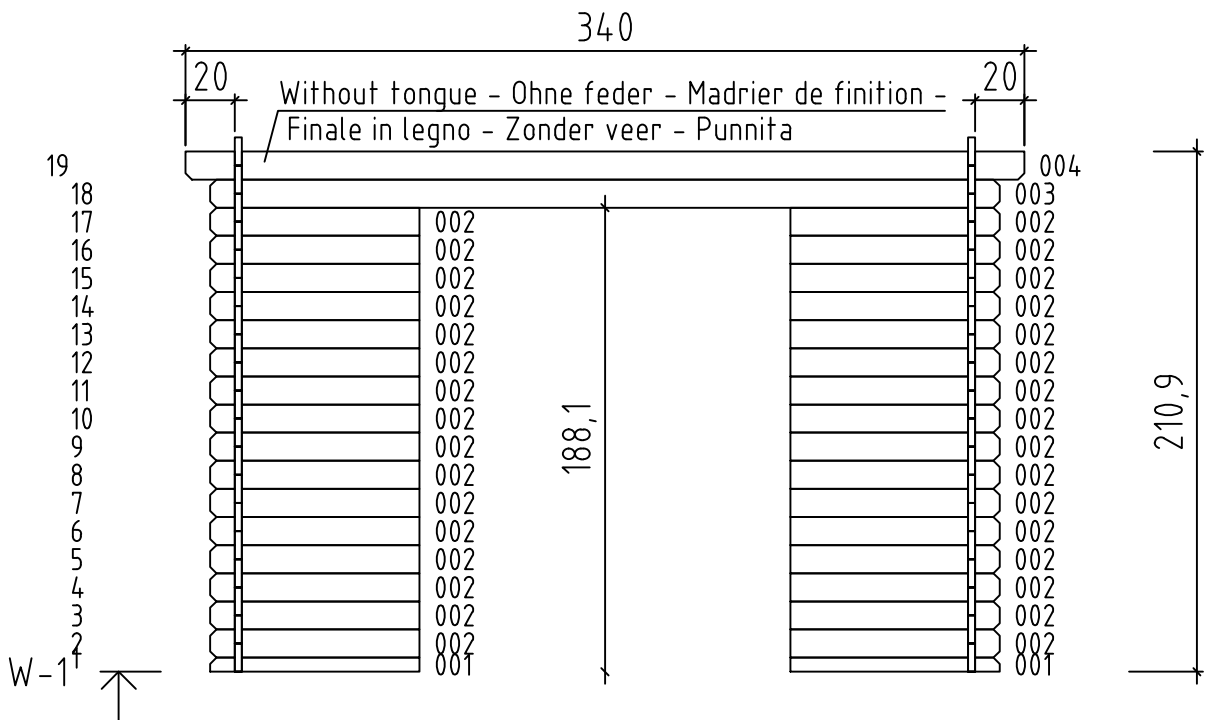 340
20 20
Without tongue - Ohne feder - Madrier de finition -
Finale in legno - Zonder veer - Punnita
19 004
18 003
17 002 002
16 002 002
15 002 002
14 002 002
13 002 002
12 002 002
11 002 002
10 002 002
9 002 002
8 002 002
7 002 002
6 002 002
5 002 002
4 002 002
3 002 002
2 002 002
1 001 001
188,1
210,9
W-1